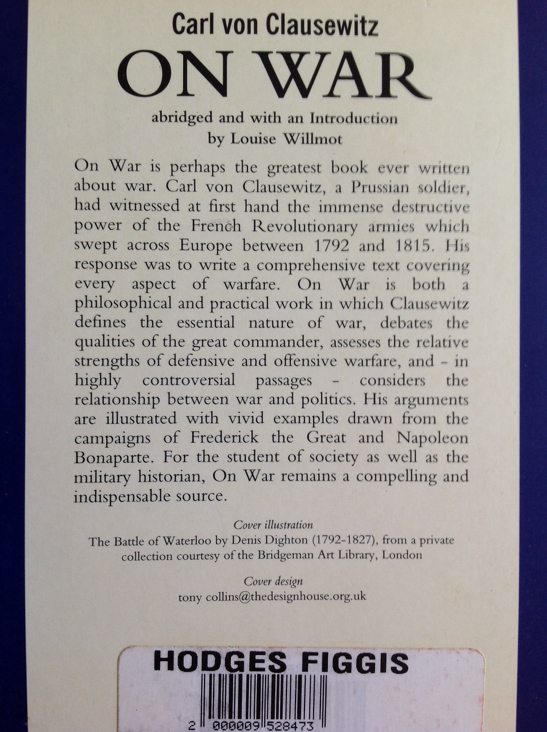 Carl von Clausewitz
ON WAR
abridged and with an Introduction
by Louise Willmot
On War is perhaps the greatest book ever written
about war. Carl von Clausewitz, a Prussian soldier,
had witnessed at first hand the immense destructive
power of the French Revolutionary armies which
swept across Europe between 1792 and 1815. His
response was to write a comprehensive text covering
every aspect of warfare. On War is both a
philosophical and practical work in which Clausewitz
defines the essential nature of war, debates the
qualities of the great commander, assesses the relative
strengths of defensive and offensive warfare, and - in
highly controversial passages - considers the
relationship between war and politics. His arguments
are illustrated with vivid examples drawn from the
campaigns of Frederick the Great and Napoleon
Bonaparte. For the student of society as well as the
military historian, On War remains a compelling and
indispensable source.
Cover illustration
The Battle of Waterloo by Denis Dighton (1792-1827), from a private
collection courtesy of the Bridgeman Art Library, London
Cover design
tony collins@thedesignhouse.org.uk
HODGES FIGGIS
2 000009 528473